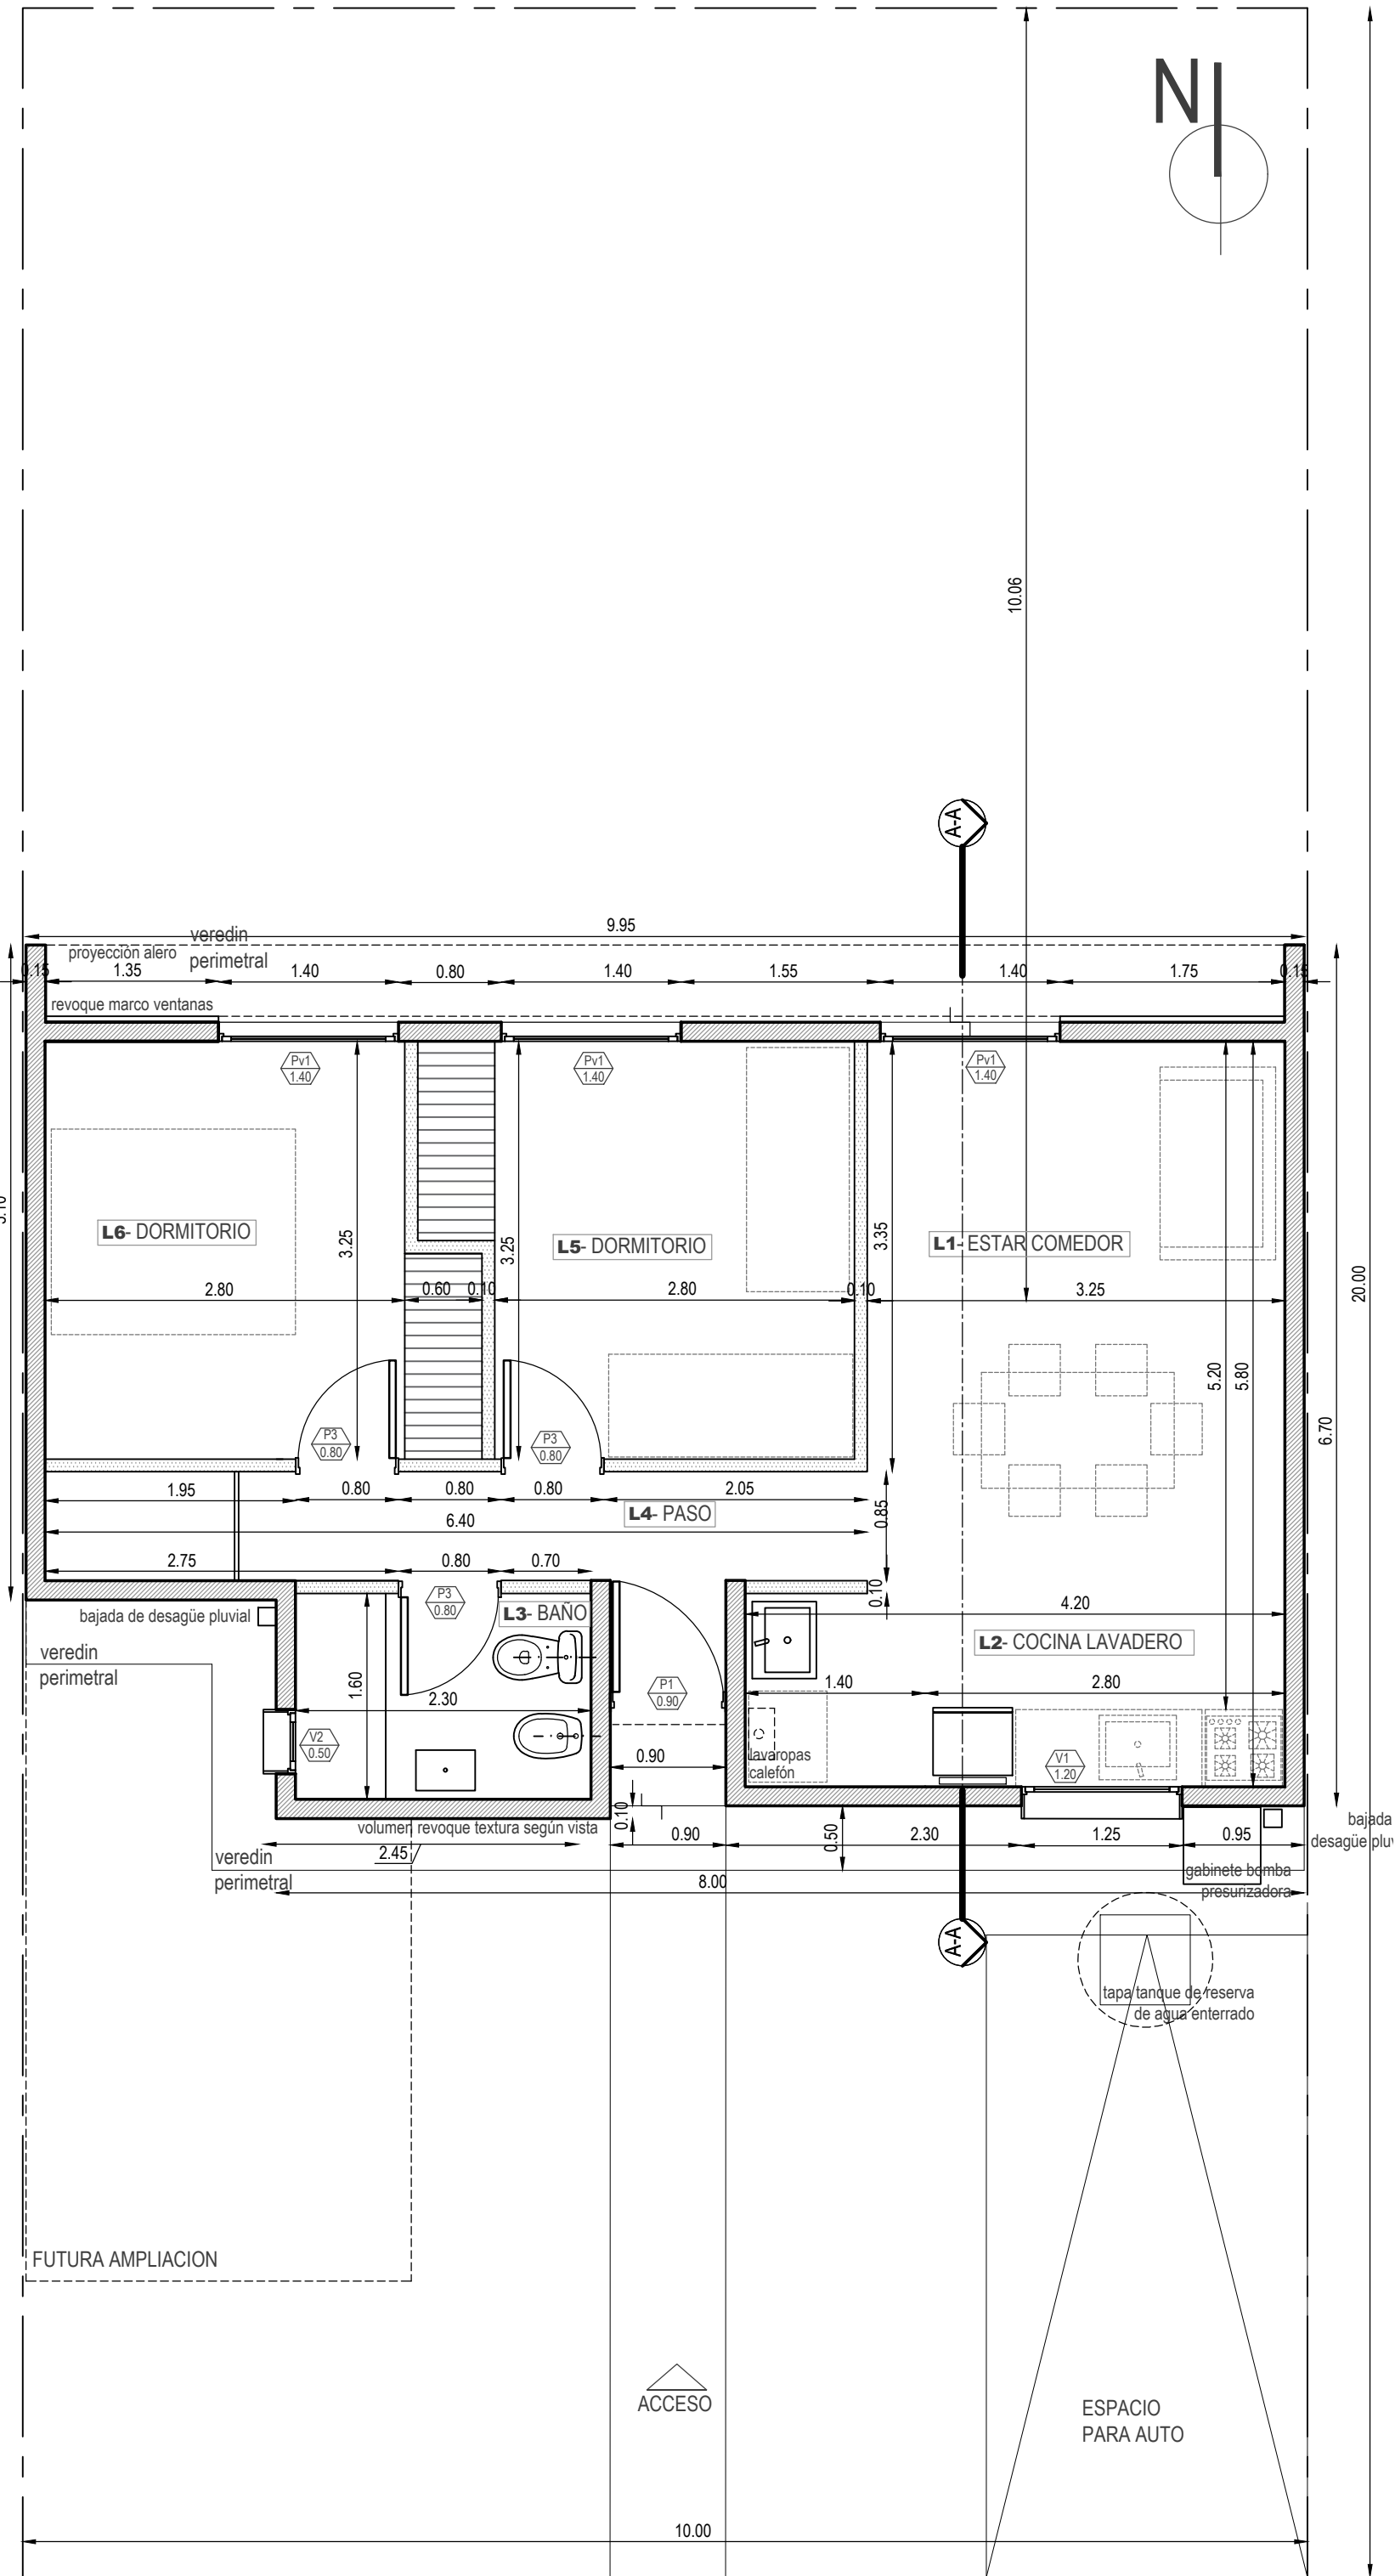 N
10.06
A-A
9.95
veredin
proyección alero
perimetral
0.15
1.35
1.40
0.80
1.40
1.55
1.40
1.75
0.15
revoque marco ventanas
Pv1
1.40
Pv1
1.40
Pv1
1.40
L6- DORMITORIO
3.25
L5- DORMITORIO
3.25
3.35
L1- ESTAR COMEDOR
2.80
0.60
0.10
2.80
0.10
3.25
20.00
5.20
5.80
6.70
P3
0.80
P3
0.80
1.95
0.80
0.80
0.80
2.05
L4- PASO
0.85
6.40
2.75
0.80
0.70
P3
0.80
L3- BAÑO
0.10
4.20
bajada de desagüe pluvial
L2- COCINA LAVADERO
veredin
perimetral
1.60
2.30
P1
0.90
1.40
2.80
V2
0.50
0.90
lavaropas
calefón
V1
1.20
0.10
volumen revoque textura según vista
0.90
0.50
2.30
1.25
0.95
bajada
desagüe plu
2.45
veredin
perimetral
8.00
gabinete bomba
presurizadora
A-A
tapa tanque de reserva
de agua enterrado
FUTURA AMPLIACION
ACCESO
ESPACIO
PARA AUTO
10.00